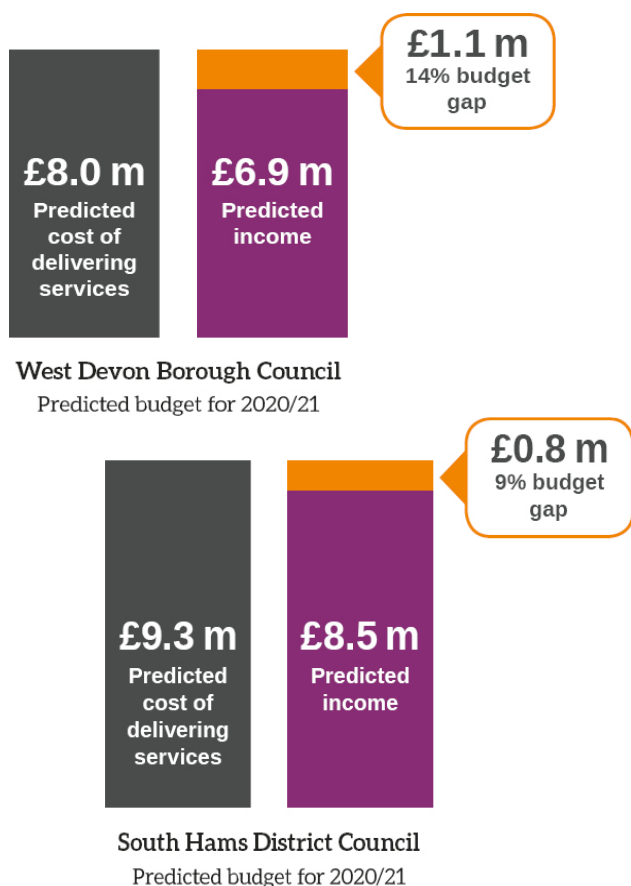 £1.1 m
14% budget
gap
£8.0 m
Predicted
cost of
delivering
services
£6.9 m
Predicted
income
West Devon Borough Council
Predicted budget for 2020/21
£0.8 m
9% budget
gap
£9.3 m
Predicted
cost of
delivering
services
£8.5 m
Predicted
income
South Hams District Council
Predicted budget for 2020/21